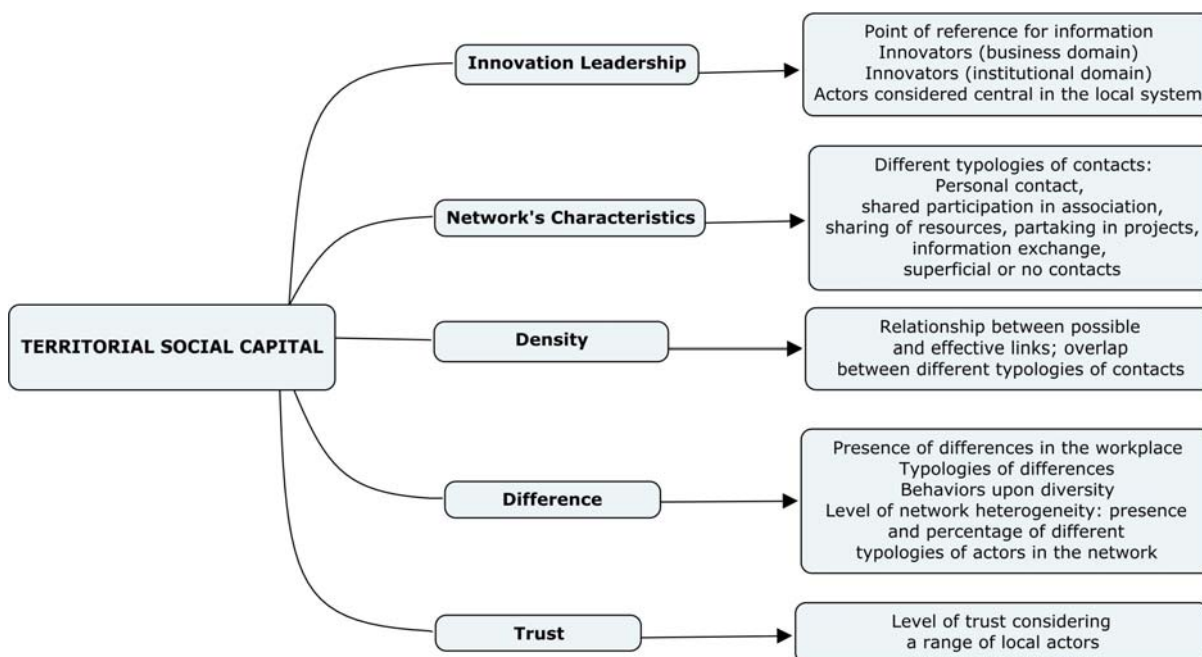 Innovation Leadership
Point of reference for information
Innovators (business domain)
Innovators (institutional domain)
Actors considered central in the local system
Network's Characteristics
Different typologies of contacts:
Personal contact,
shared participation in association,
sharing of resources, partaking in projects,
information exchange,
superficial or no contacts
TERRITORIAL SOCIAL CAPITAL
Density
Relationship between possible
and effective links; overlap
between different typologies of contacts
Difference
Presence of differences in the workplace
Typologies of differences
Behaviors upon diversity
Level of network heterogeneity: presence
and percentage of different
typologies of actors in the network
Trust
Level of trust considering
a range of local actors